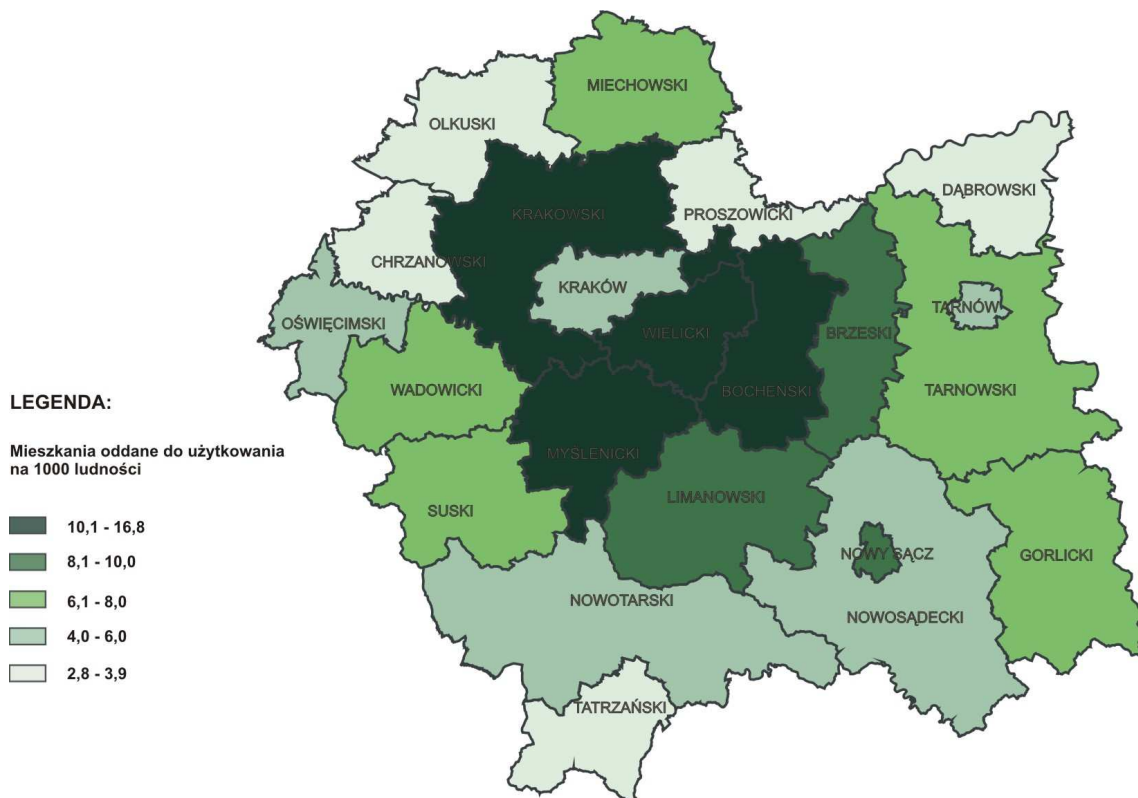 MIECHOWSKI
OLKUSKI
DĄBROWSKI
KRAKOWSKI
PROSZOWICKI
CHRZANOWSKI
KRAKÓW
TARNÓW
OŚWIĘCIMSKI
WIELICKI
BRZESKI
WADOWICKI
BOCHEŃSKI
TARNOWSKI
MYŚLENICKI
LIMANOWSKI
SUSKI
NOWY SĄCZ
GORLICKI
NOWOTARSKI
NOWOSĄDECKI
TATRZAŃSKI
LEGENDA:
Mieszkania oddane do użytkowania
na 1000 ludności
10,1 - 16,8
8,1 - 10,0
6,1 - 8,0
4,0 - 6,0
2,8 - 3,9